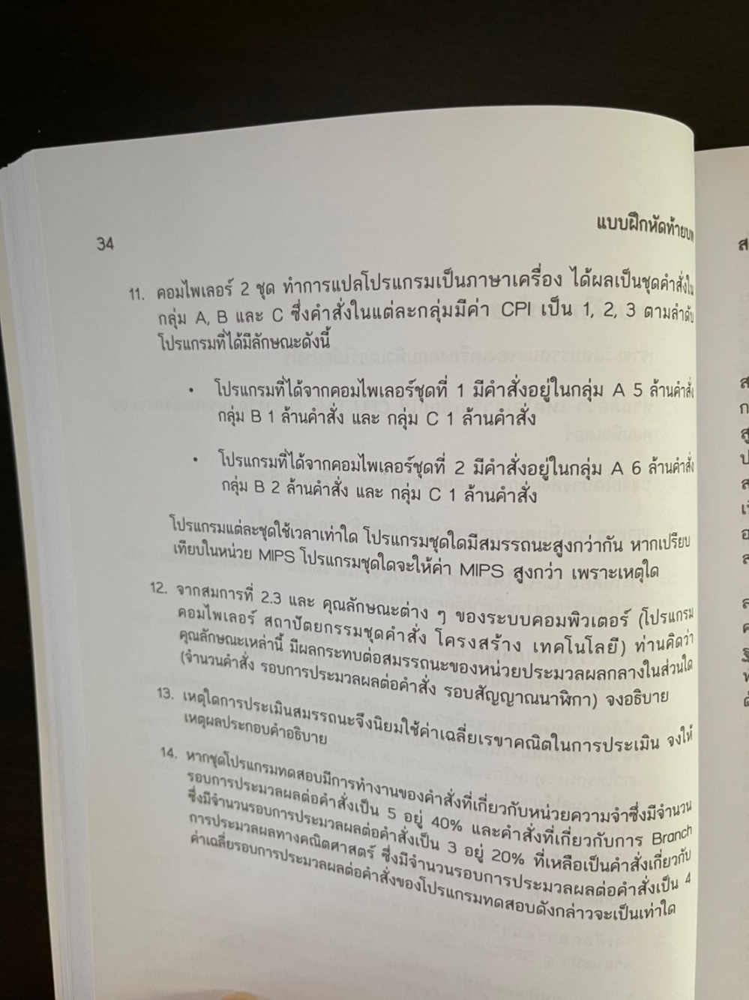 34
แบบฝึกหัดท้ายบท
11. คอมไพเลอร์ 2 ชุด ทำการแปลโปรแกรมเป็นภาษาเครื่อง ได้ผลเป็นชุดคำสั่งใน
กลุ่ม A, B และ C ซึ่งคำสั่งในแต่ละกลุ่มมีค่า CPI เป็น 1, 2, 3 ตามลำดับ
โปรแกรมที่ได้มีลักษณะดังนี้
• โปรแกรมที่ได้จากคอมไพเลอร์ชุดที่ 1 มีคำสั่งอยู่ในกลุ่ม A 5 ล้านคำสั่ง
กลุ่ม B 1 ล้านคำสั่ง และ กลุ่ม C 1 ล้านคำสั่ง
• โปรแกรมที่ได้จากคอมไพเลอร์ชุดที่ 2 มีคำสั่งอยู่ในกลุ่ม A 6 ล้านคำสั่ง
กลุ่ม B 2 ล้านคำสั่ง และ กลุ่ม C 1 ล้านคำสั่ง
โปรแกรมแต่ละชุดใช้เวลาเท่าใด โปรแกรมชุดใดมีสมรรถนะสูงกว่ากัน หากเปรียบ
เทียบในหน่วย MIPS โปรแกรมชุดใดจะให้ค่า MIPS สูงกว่า เพราะเหตุใด
12. จากสมการที่ 2.3 และ คุณลักษณะต่าง ๆ ของระบบคอมพิวเตอร์ (โปรแกรม
คอมไพเลอร์ สถาปัตยกรรมชุดคำสั่ง โครงสร้าง เทคโนโลยี) ท่านคิดว่า
คุณลักษณะเหล่านี้ มีผลกระทบต่อสมรรถนะของหน่วยประมวลผลกลางในส่วนใด
(จำนวนคำสั่ง รอบการประมวลผลต่อคำสั่ง รอบสัญญาณนาฬิกา) จงอธิบาย
13. เหตุใดการประเมินสมรรถนะจึงนิยมใช้ค่าเฉลี่ยเรขาคณิตในการประเมิน จงให้
เหตุผลประกอบคำอธิบาย
14. หากชุดโปรแกรมทดสอบมีการทำงานของคำสั่งที่เกี่ยวกับหน่วยความจำซึ่งมีจำนวน
รอบการประมวลผลต่อคำสั่งเป็น 5 อยู่ 40% และคำสั่งที่เกี่ยวกับการ Branch
ซึ่งมีจำนวนรอบการประมวลผลต่อคำสั่งเป็น 3 อยู่ 20% ที่เหลือเป็นคำสั่งเกี่ยวกับ
การประมวลผลทางคณิตศาสตร์ ซึ่งมีจำนวนรอบการประมวลผลต่อคำสั่งเป็น 4
ค่าเฉลี่ยรอบการประมวลผลต่อคำสั่งของโปรแกรมทดสอบดังกล่าวจะเป็นเท่าใด